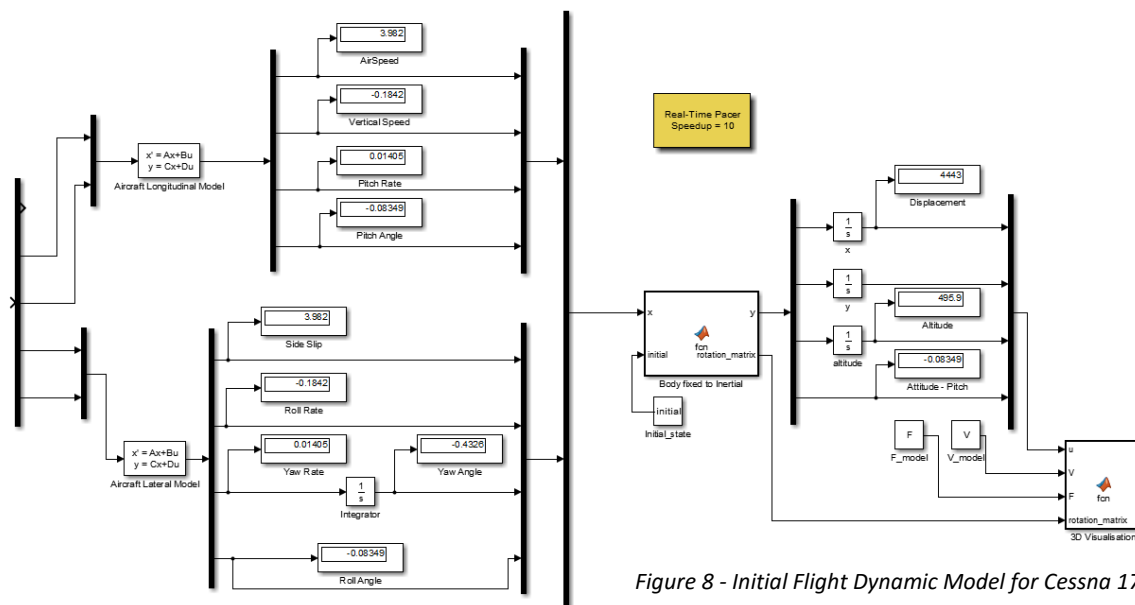 3.982
AirSpeed
-0.1842
Vertical Speed
0.01405
Pitch Rate
-0.08349
Pitch Angle
x' = Ax+Bu
y = Cx+Du
Aircraft Longitudinal Model
3.982
Side Slip
-0.1842
Roll Rate
0.01405
Yaw Rate
-0.4326
Yaw Angle
1
s
Integrator
-0.08349
Roll Angle
x' = Ax+Bu
y = Cx+Du
Aircraft Lateral Model
Real-Time Pacer
Speedup = 10
x
y
fcn
initial
rotation_matrix
Body fixed to Inertial
initial
Initial_state
4443
Displacement
1
s
x
1
s
y
495.9
Altitude
1
s
altitude
-0.08349
Attitude - Pitch
F
F_model
V
V_model
u
V
fcn
F
rotation_matrix
3D Visualisation
Figure 8 - Initial Flight Dynamic Model for Cessna 17